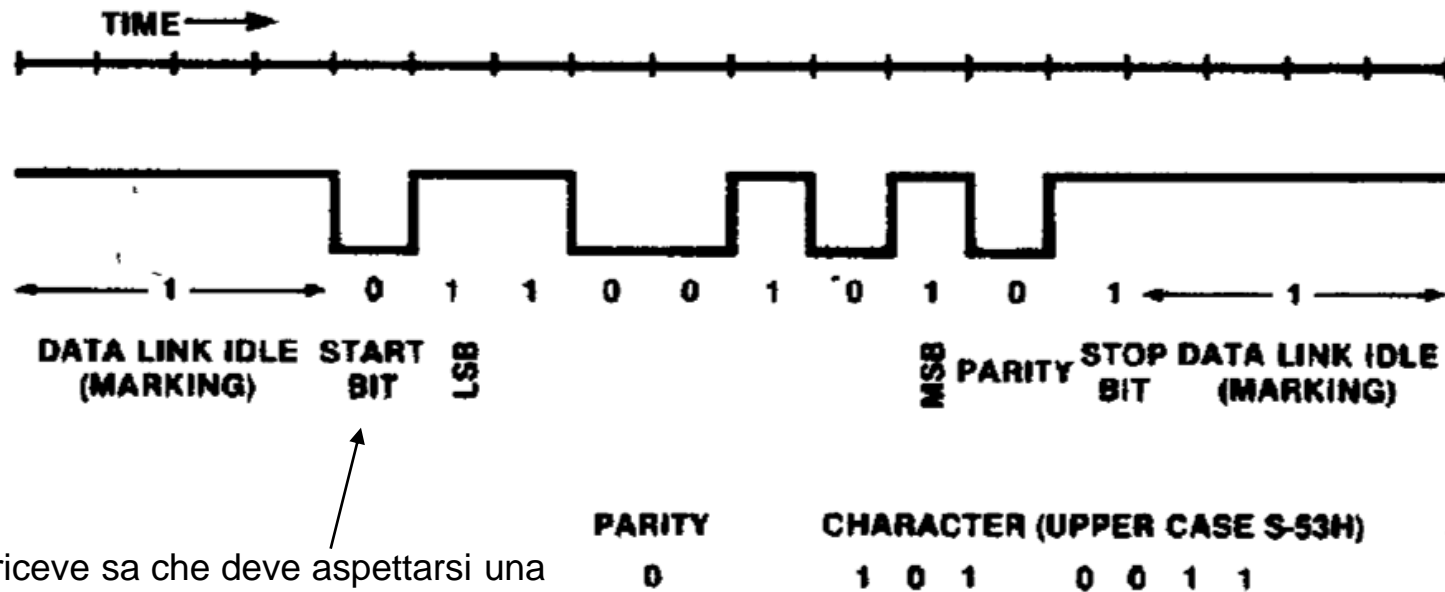 TIME
1 0 1 1 0 0 1 0 1 0 1 1
DATA LINK IDLE START LSB MSB PARITY STOP DATA LINK IDLE
(MARKING) BIT BIT (MARKING)
PARITY CHARACTER (UPPER CASE S-53H)
riceve sa che deve aspettarsi una
0 1 0 1 0 0 1 1